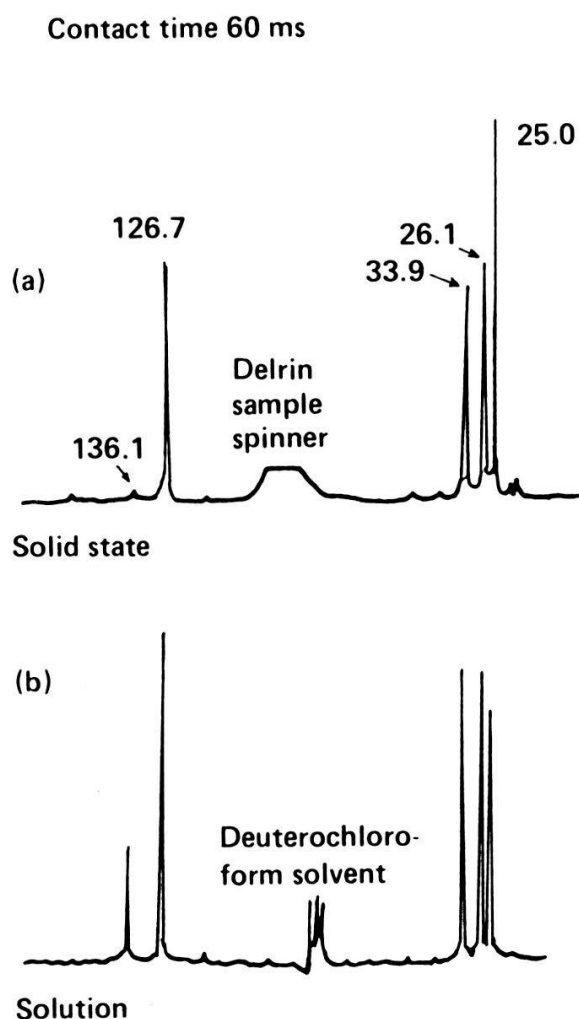 Contact time 60 ms
25.0
126.7
26.1
(a)
33.9
Delrin
sample
spinner
136.1
Solid state
(b)
Deuterochloro-
form solvent
Solution